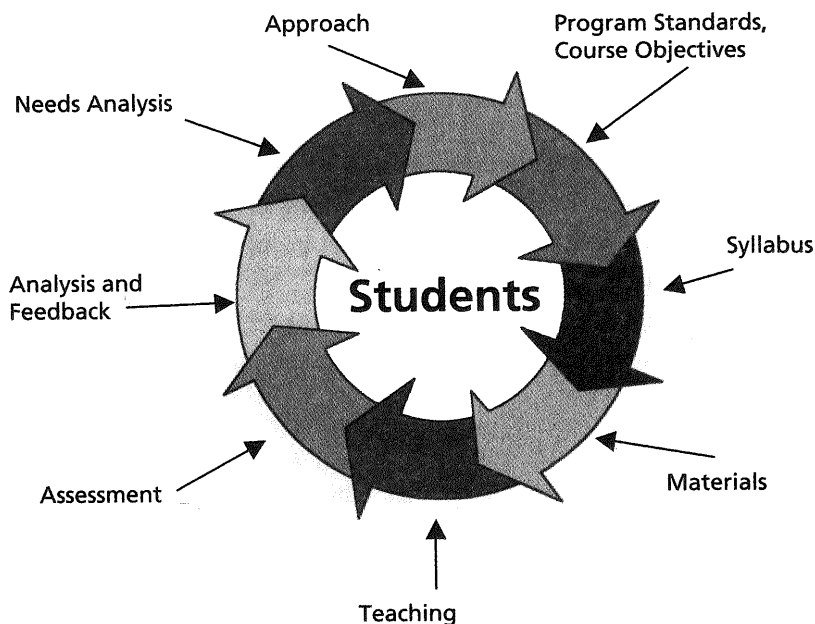 Approach
Program Standards,
Course Objectives
Needs Analysis
Syllabus
Students
Analysis and
Feedback
Materials
Assessment
Teaching